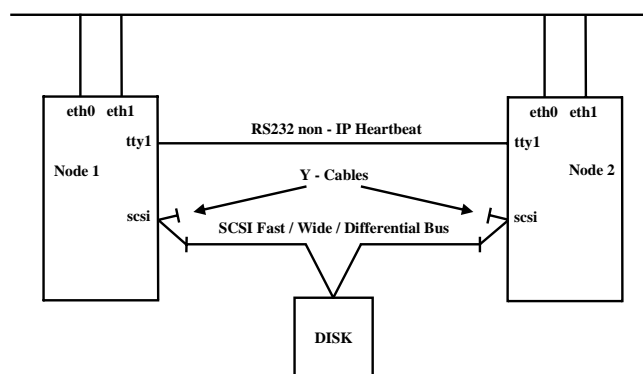 eth0 eth1
eth0 eth1
RS232 non - IP Heartbeat
tty1
tty1
Node 1
Y - Cables
Node 2
scsi
scsi
SCSI Fast / Wide / Differential Bus
DISK